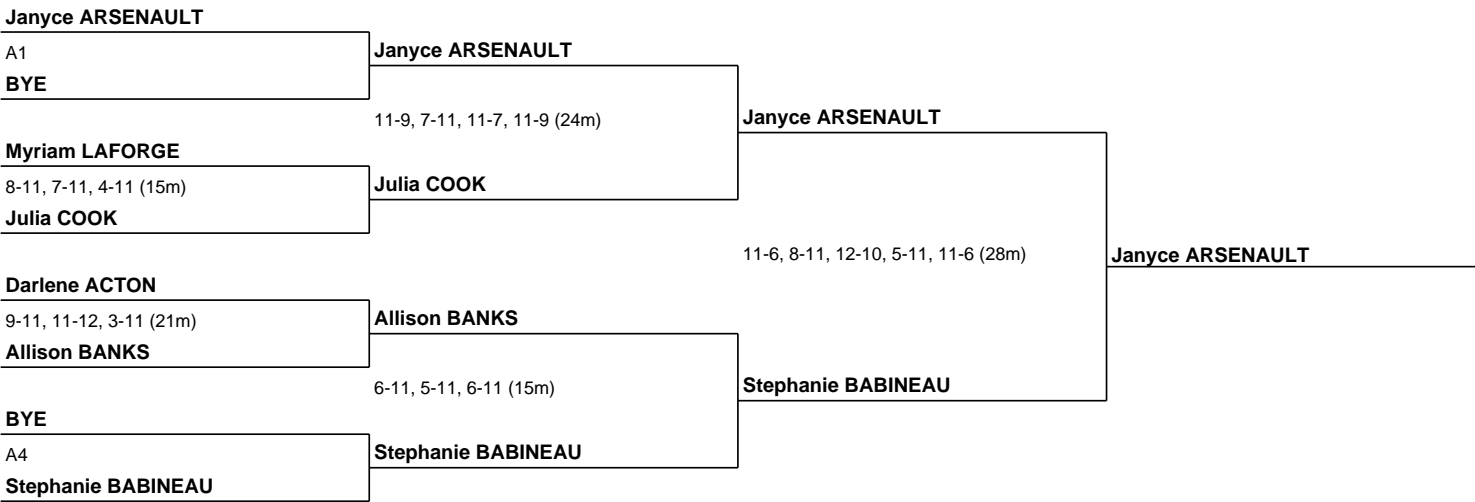 Janyce ARSENAULT
A1
BYE
Janyce ARSENAULT
11-9, 7-11, 11-7, 11-9 (24m)
Janyce ARSENAULT
Myriam LAFORGE
8-11, 7-11, 4-11 (15m)
Julia COOK
Julia COOK
11-6, 8-11, 12-10, 5-11, 11-6 (28m)
Janyce ARSENAULT
Darlene ACTON
9-11, 11-12, 3-11 (21m)
Allison BANKS
Allison BANKS
6-11, 5-11, 6-11 (15m)
Stephanie BABINEAU
BYE
A4
Stephanie BABINEAU
Stephanie BABINEAU